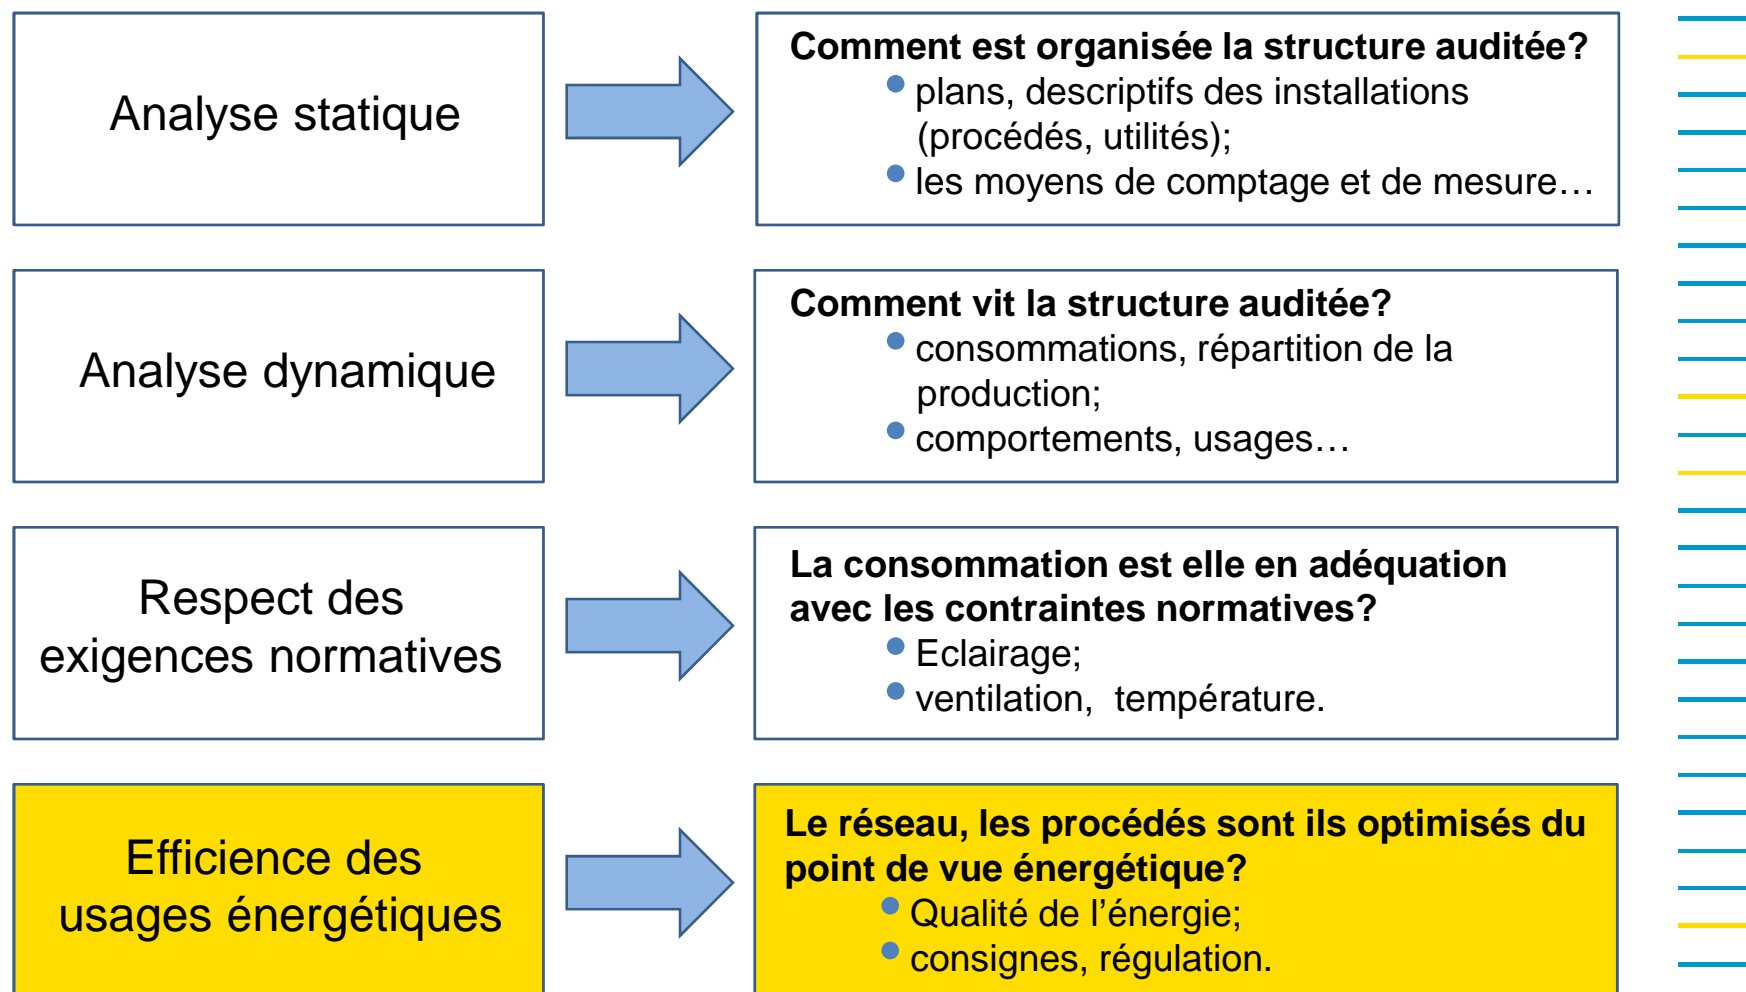 Analyse statique
Comment est organisée la structure auditée?
plans, descriptifs des installations
(procédés, utilités);
les moyens de comptage et de mesure…
Analyse dynamique
Comment vit la structure auditée?
consommations, répartition de la
production;
comportements, usages…
Respect des
exigences normatives
La consommation est elle en adéquation
avec les contraintes normatives?
Eclairage;
ventilation,  température.
Efficience des
usages énergétiques
Le réseau, les procédés sont ils optimisés du
point de vue énergétique?
Qualité de l’énergie;
consignes, régulation.